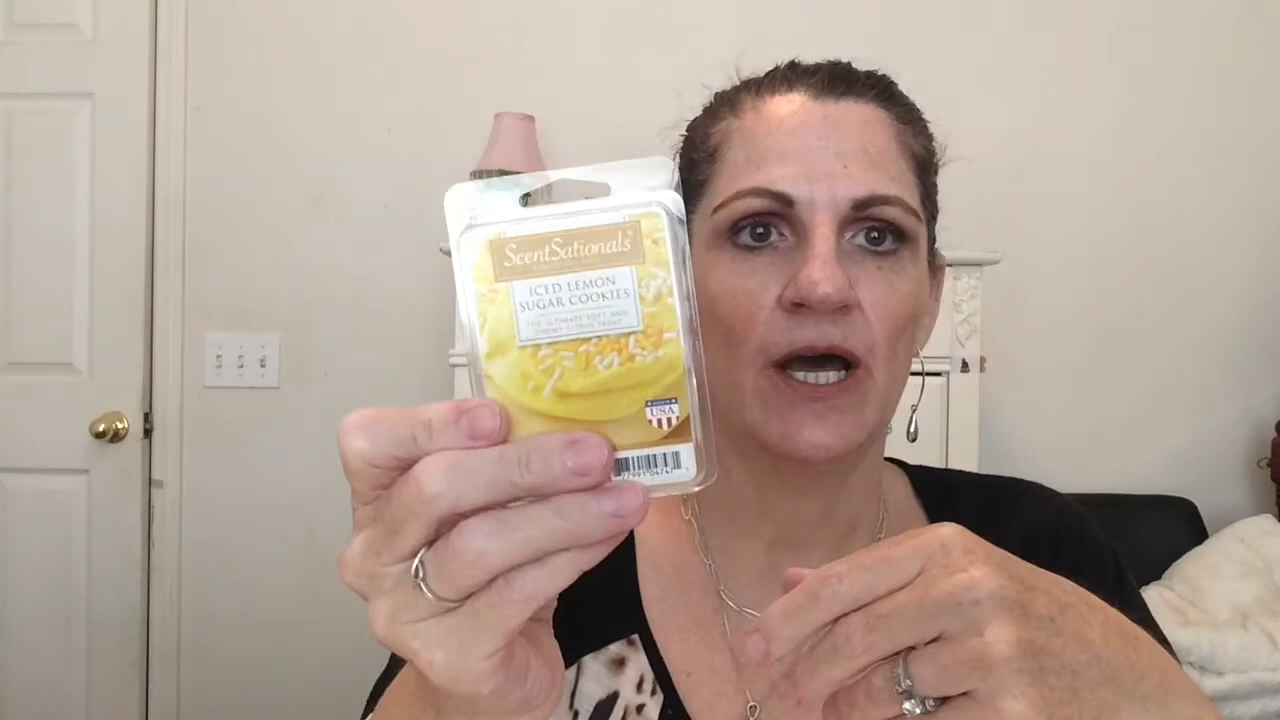 ScentSationals
ICED LEMON
SUGAR COOKIES
THE ULTIMATE SOFT AND
CHEWY CITRUS TREAT
USA